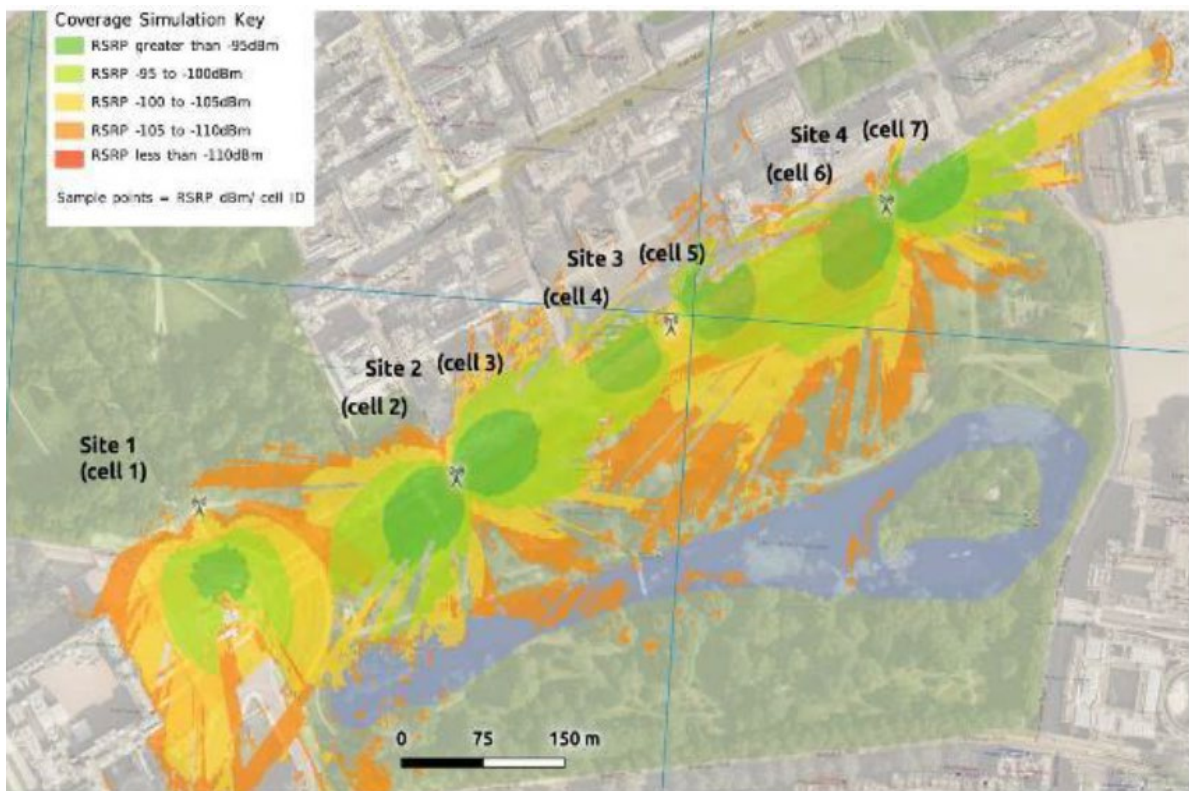 Coverage Simulation Key
RSRP greater than -95dBm
RSRP -95 to -100dBm
RSRP -100 to -105dBm
RSRP -105 to -110dBm
RSRP less than -110dBm
Sample points = RSRP dBm/ cell ID
Site 4 (cell 7)
(cell 6)
Site 3 (cell 5)
(cell 4)
Site 2 (cell 3)
(cell 2)
Site 1
(cell 1)
0 75 150 m